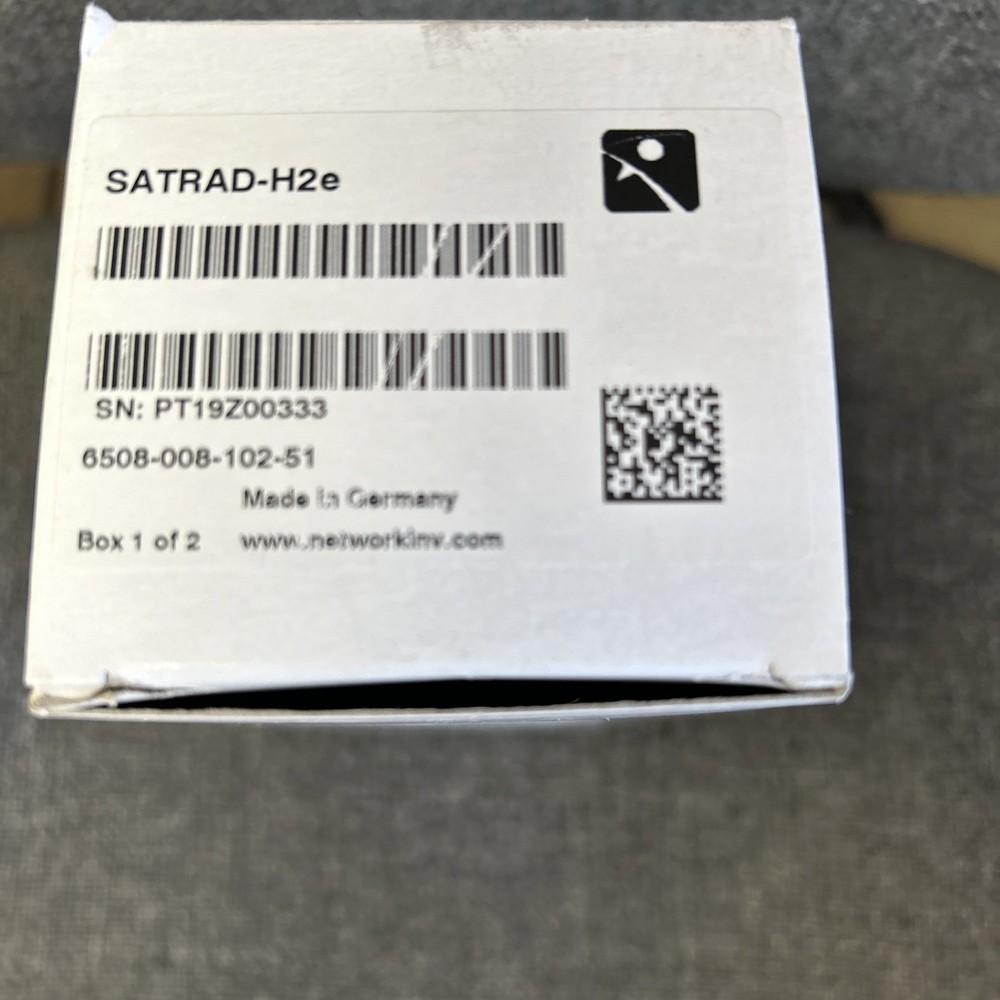 SATRAD-H2e
SN: PT19Z00333
6508-008-102-51
Made in Germany
Box 1 of 2 www.networkinv.com